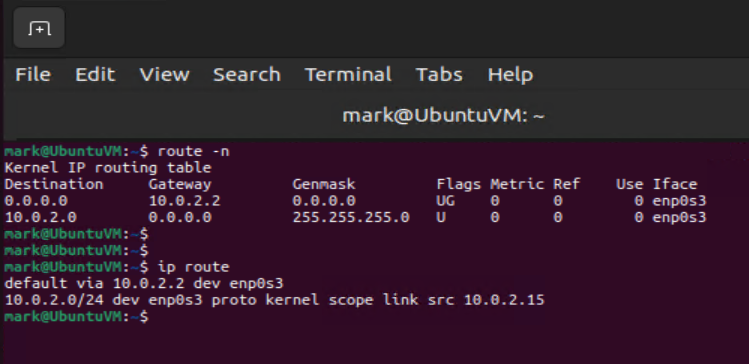 File Edit View Search Terminal Tabs Help
mark@UbuntuVM: ~
mark@UbuntuVM:~$ route -n
Kernel IP routing table
Destination     Gateway         Genmask         Flags Metric Ref    Use Iface
0.0.0.0         10.0.2.2        0.0.0.0         UG    0      0        0 enp0s3
10.0.2.0        0.0.0.0         255.255.255.0   U     0      0        0 enp0s3
mark@UbuntuVM:~$
mark@UbuntuVM:~$
mark@UbuntuVM:~$ ip route
default via 10.0.2.2 dev enp0s3
10.0.2.0/24 dev enp0s3 proto kernel scope link src 10.0.2.15
mark@UbuntuVM:~$